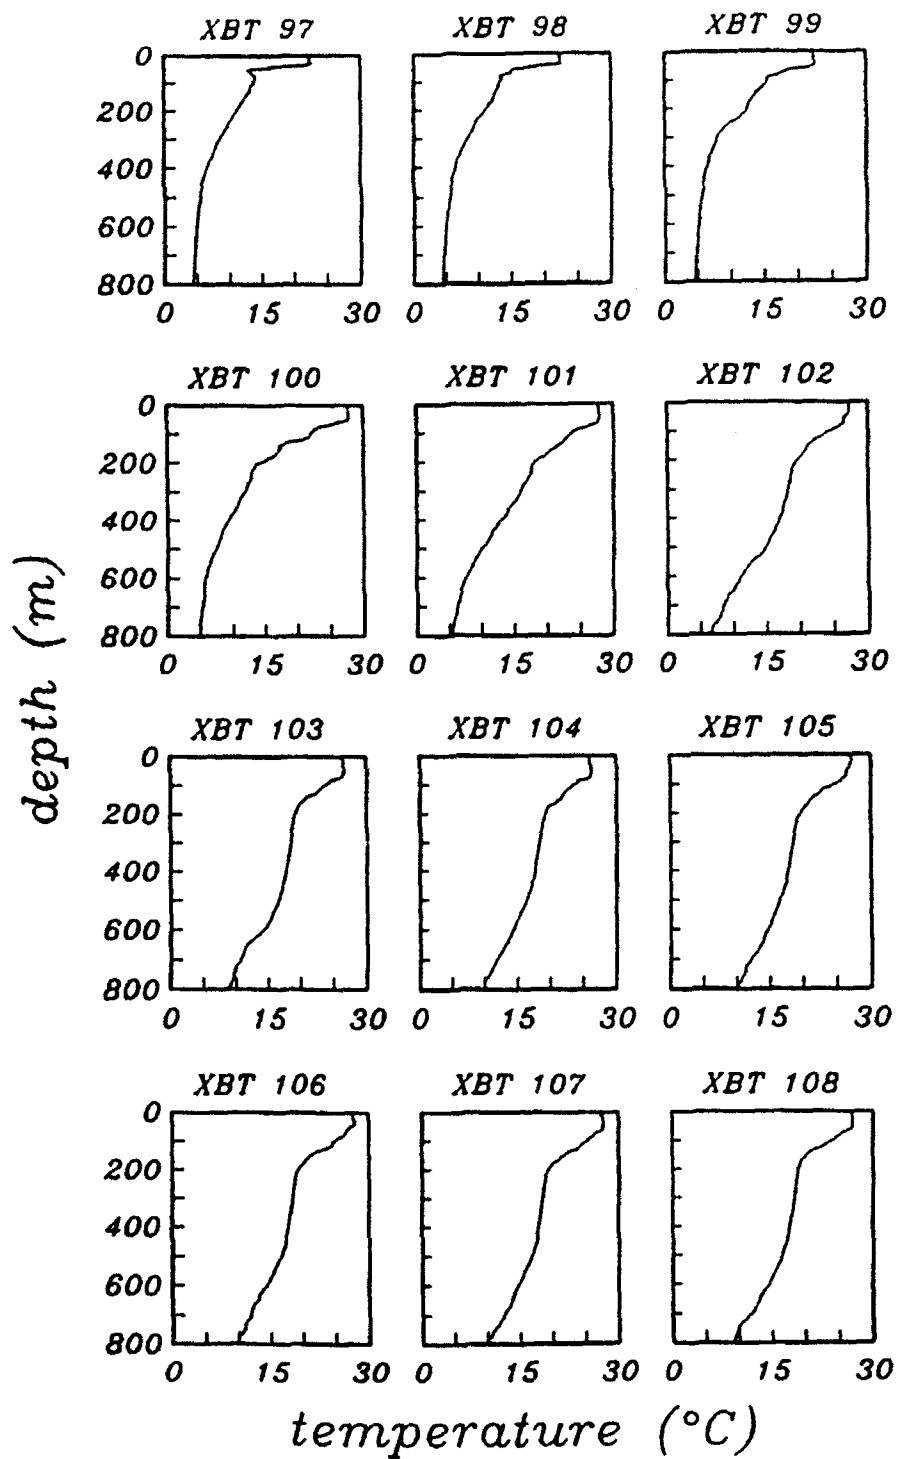 XBT 97 XBT 98 XBT 99
0
200
400
600
800
0 15 30 0 15 30 0 15 30
XBT 100 XBT 101 XBT 102
0
200
400
600
800
0 15 30 0 15 30 0 15 30
XBT 103 XBT 104 XBT 105
0
200
400
600
800
0 15 30 0 15 30 0 15 30
XBT 106 XBT 107 XBT 108
0
200
400
600
800
0 15 30 0 15 30 0 15 30
depth (m)
temperature (°C)